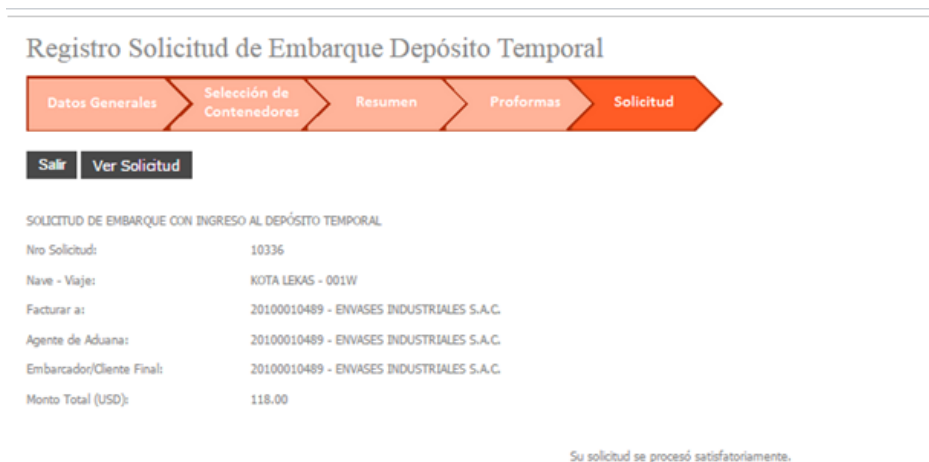 Registro Solicitud de Embarque Depósito Temporal
Datos Generales
Selección de
Contenedores
Resumen
Proformas
Solicitud
Salir
Ver Solicitud
SOLICITUD DE EMBARQUE CON INGRESO AL DEPÓSITO TEMPORAL
Nro Solicitud: 10336
Nave - Viaje: KOTA LEKAS - 001W
Facturar a: 20100010489 - ENVASES INDUSTRIALES S.A.C.
Agente de Aduana: 20100010489 - ENVASES INDUSTRIALES S.A.C.
Embarcador/Cliente Final: 20100010489 - ENVASES INDUSTRIALES S.A.C.
Monto Total (USD): 118.00
Su solicitud se procesó satisfatoriamente.